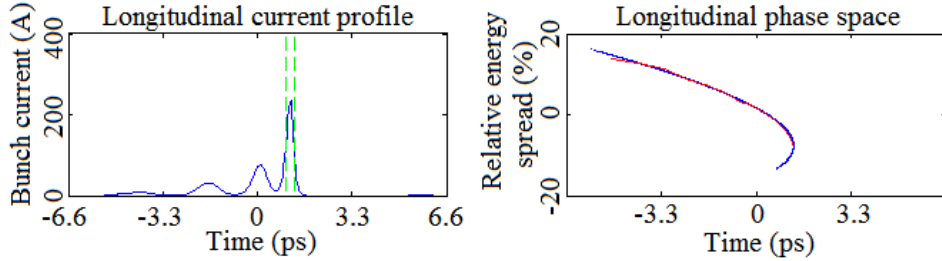 Longitudinal current profile
Bunch current (A)
400
200
0
-6.6 -3.3 0 3.3 6.6
Time (ps)
Longitudinal phase space
Relative energy
spread (%)
20
0
-20
-3.3 0 3.3
Time (ps)